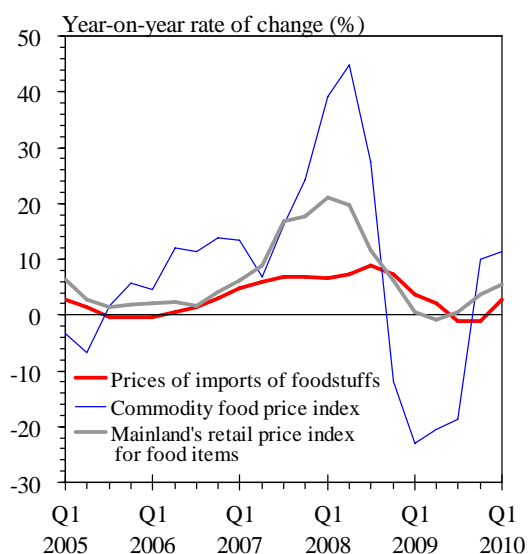 Year-on-year rate of change (%)
50
40
30
20
10
0
-10
-20
-30
Prices of imports of foodstuffs
Commodity food price index
Mainland's retail price index
for food items
Q1 Q1 Q1 Q1 Q1 Q1
2005 2006 2007 2008 2009 2010